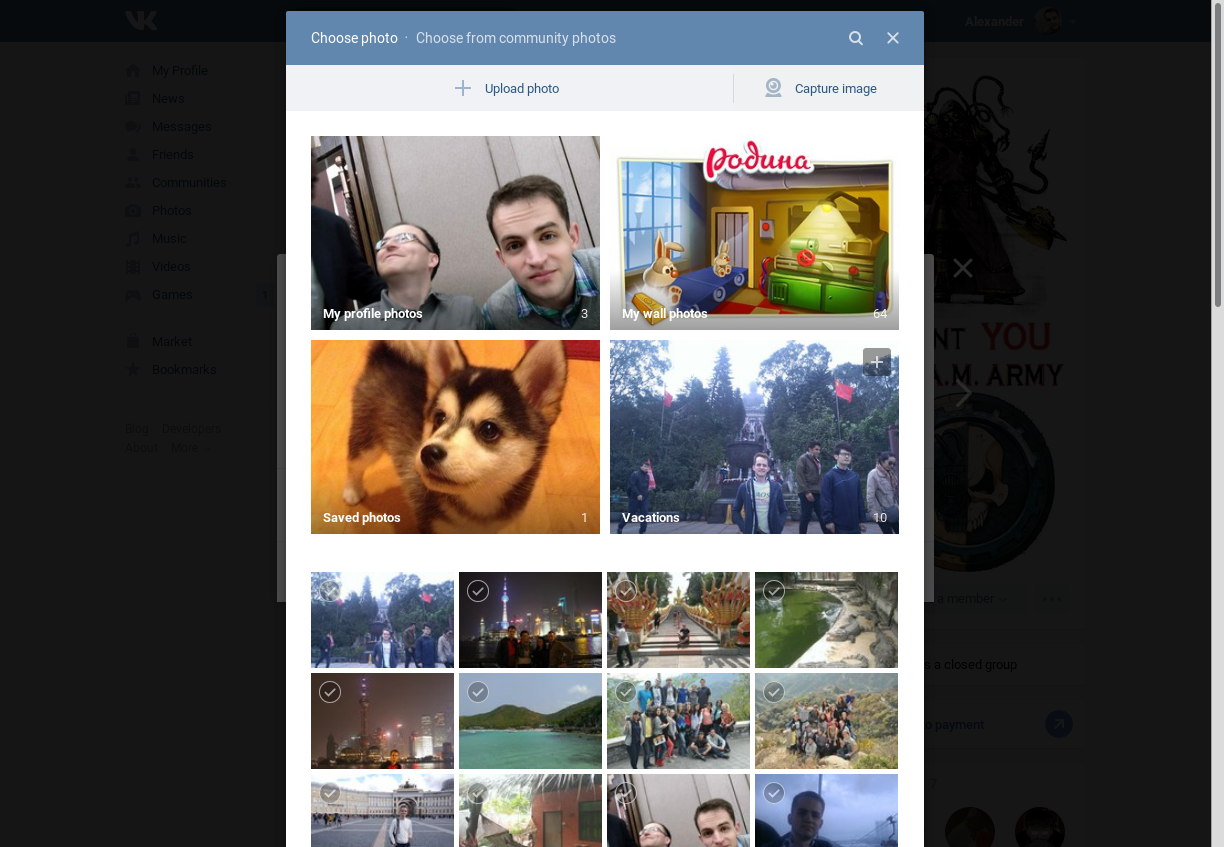 Alexander
Choose photo · Choose from community photos
Upload photo
Capture image
My Profile
News
Messages
Friends
Communities
Photos
Music
Videos
Games
Market
Bookmarks
Blog Developers
About More
родина
My profile photos 3
My wall photos 64
Saved photos 1
Vacations 10
YOU
ARMY
a member
s a closed group
payment
7